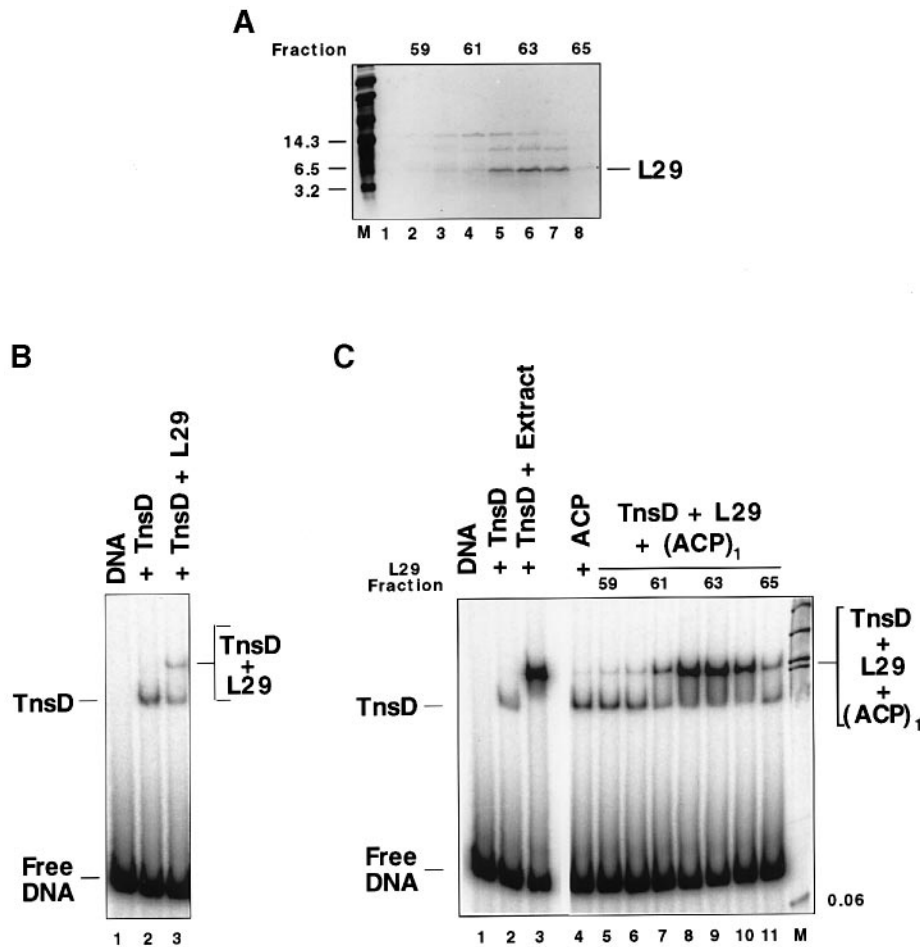 A
Fraction 59 61 63 65
14.3
6.5
3.2
L29
M 1 2 3 4 5 6 7 8
B
DNA
+ TnsD
+ TnsD + L29
TnsD
+
L29
TnsD
Free
DNA
1 2 3
C
DNA
+ TnsD
+ TnsD + Extract
+ ACP
TnsD + L29
+ (ACP)1
L29
Fraction 59 61 63 65
TnsD
+
L29
+
(ACP)1
TnsD
Free
DNA
0.06
1 2 3 4 5 6 7 8 9 10 11 M